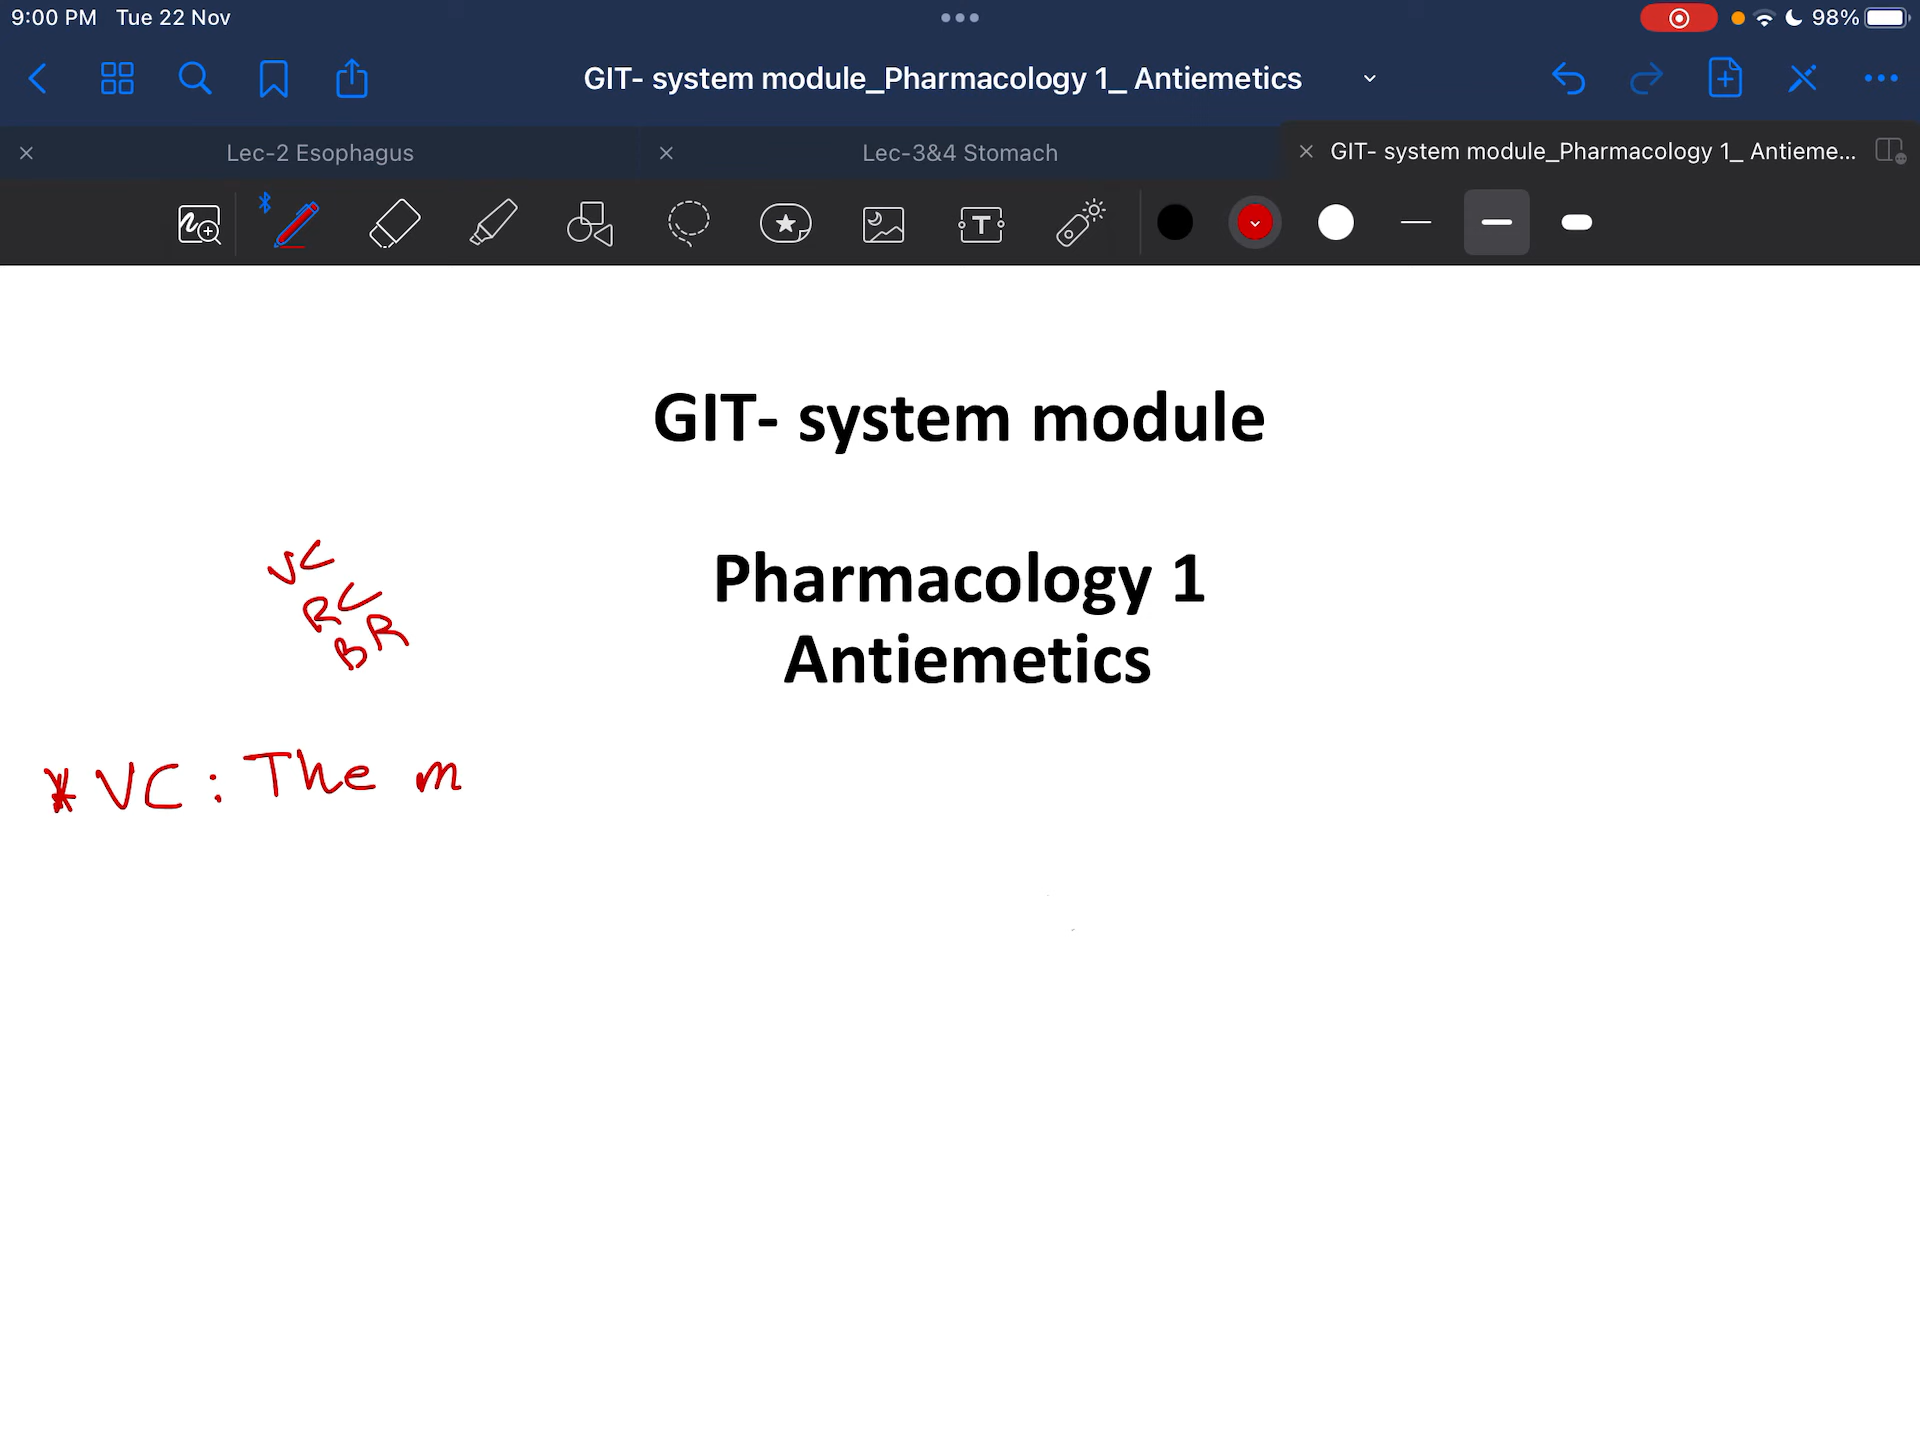 9:00 PM Tue 22 Nov
98%
GIT- system module_Pharmacology 1_ Antiemetics
Lec-2 Esophagus
Lec-3&4 Stomach
GIT- system module_Pharmacology 1_ Antieme...
GIT- system module
Pharmacology 1
Antiemetics
VC
RC
BR
* VC : The m